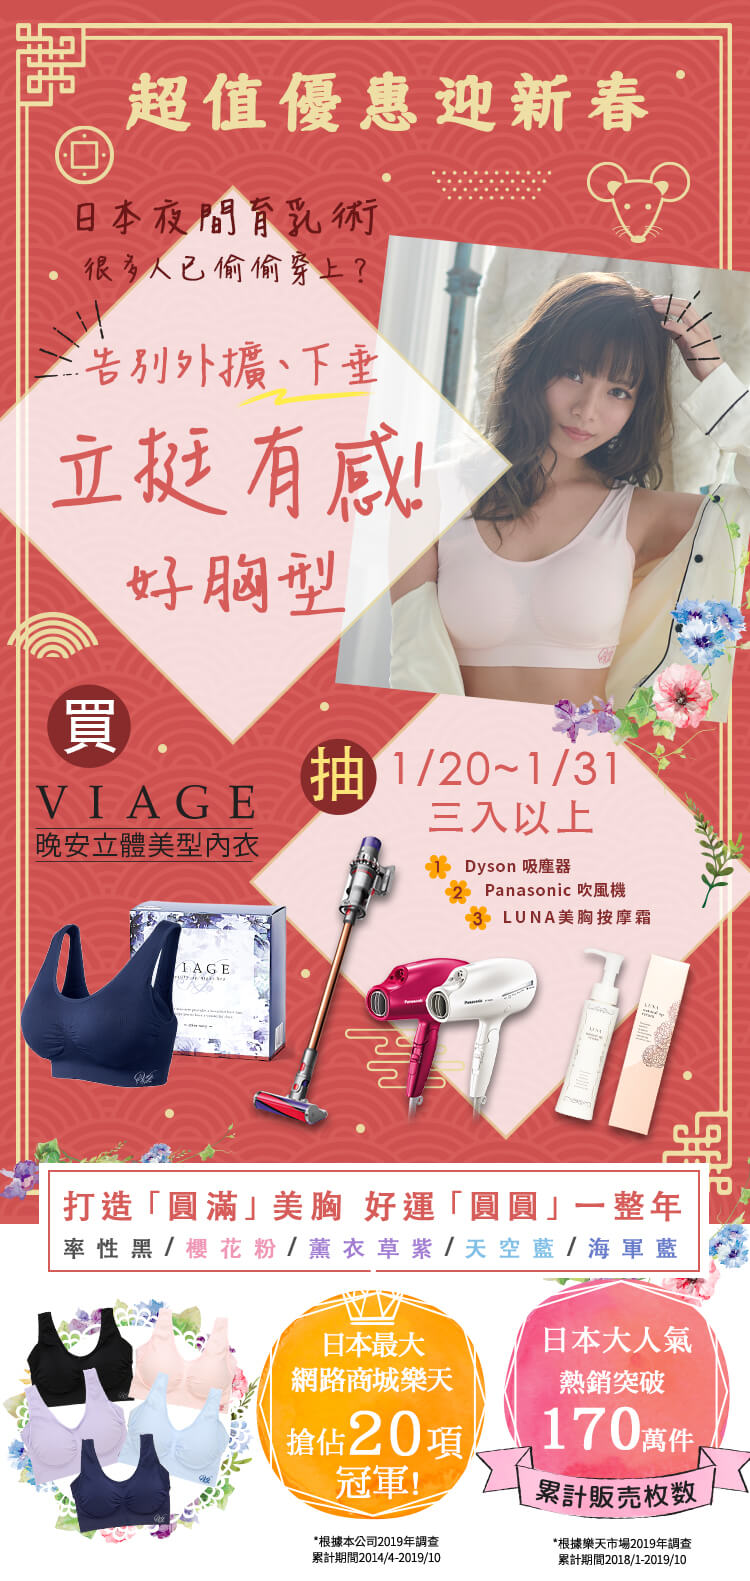 超值優惠迎新春
日本夜間育乳術
很多人已偷偷穿上?
告別外擴、下垂
立挺有感!
好胸型
買
VIAGE
晚安立體美型內衣
抽
1/20~1/31
三入以上
1 Dyson 吸塵器
2 Panasonic 吹風機
3 LUNA美胸按摩霜
VIAGE
Panasonic
Panasonic
LUNA
LUNA
打造「圓滿」美胸 好運「圓圓」一整年
率性黑/櫻花粉/薰衣草紫/天空藍/海軍藍
日本最大
網路商城樂天
搶佔20項
冠軍!
*根據本公司2019年調查
累計期間2014/4-2019/10
日本大人氣
熱銷突破
170萬件
累計販売枚数
*根據樂天市場2019年調查
累計期間2018/1-2019/10